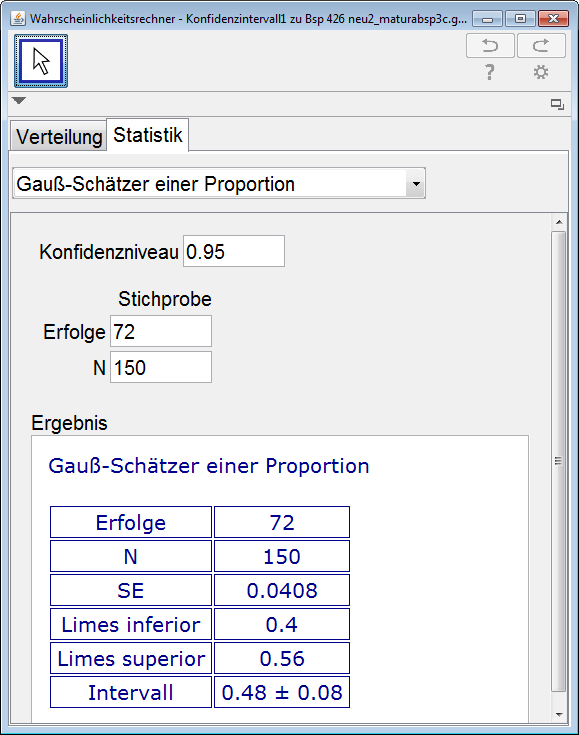 Wahrscheinlichkeitsrechner - Konfidenzintervall1 zu Bsp 426 neu2_maturabsp3c.g...
?
Verteilung Statistik
Gauß-Schätzer einer Proportion
Konfidenzniveau 0.95
Stichprobe
Erfolge 72
N 150
Ergebnis
Gauß-Schätzer einer Proportion
Erfolge 72
N 150
SE 0.0408
Limes inferior 0.4
Limes superior 0.56
Intervall 0.48 ± 0.08